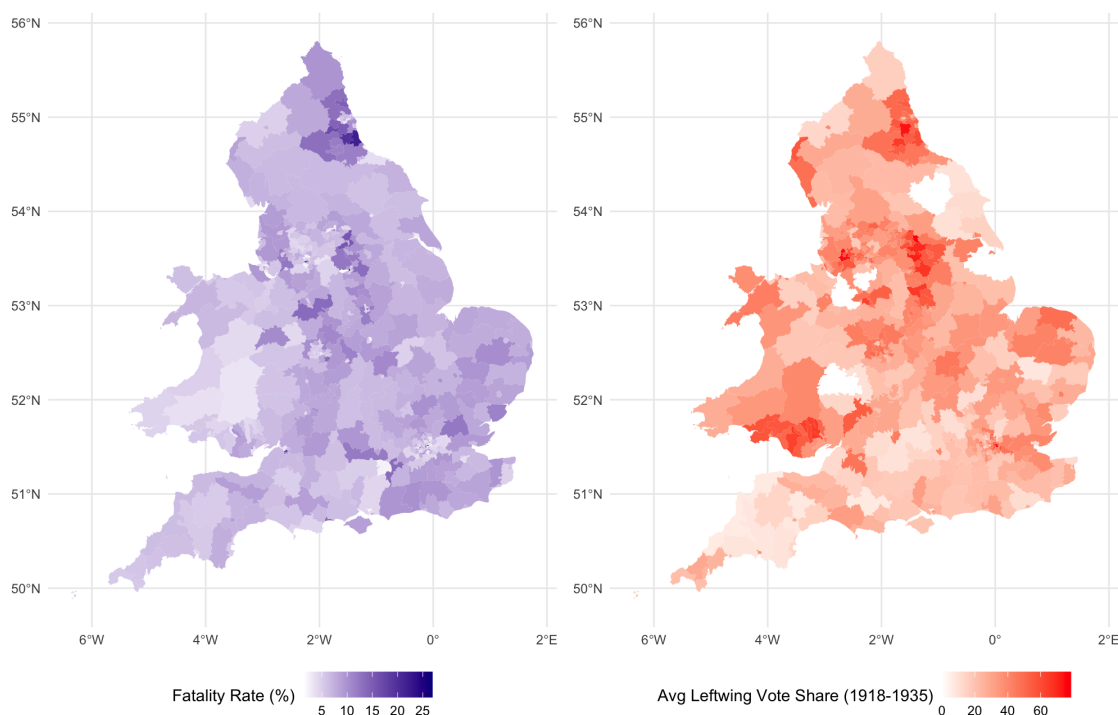 56°N
55°N
54°N
53°N
52°N
51°N
50°N
6°W 4°W 2°W 0° 2°E
Fatality Rate (%)
5 10 15 20 25
56°N
55°N
54°N
53°N
52°N
51°N
50°N
6°W 4°W 2°W 0° 2°E
Avg Leftwing Vote Share (1918-1935)
0 20 40 60